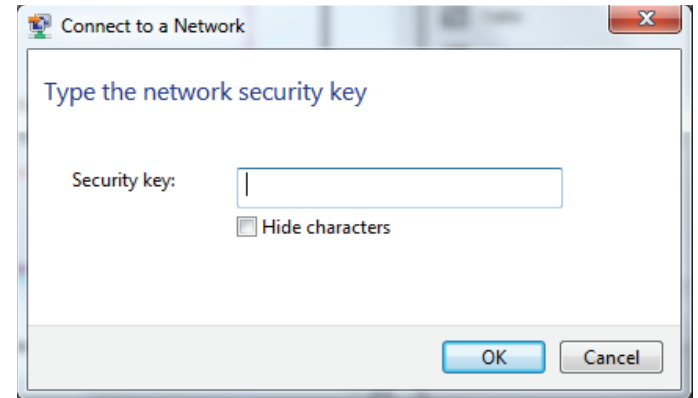 Connect to a Network
Type the network security key
Security key:
Hide characters
OK Cancel